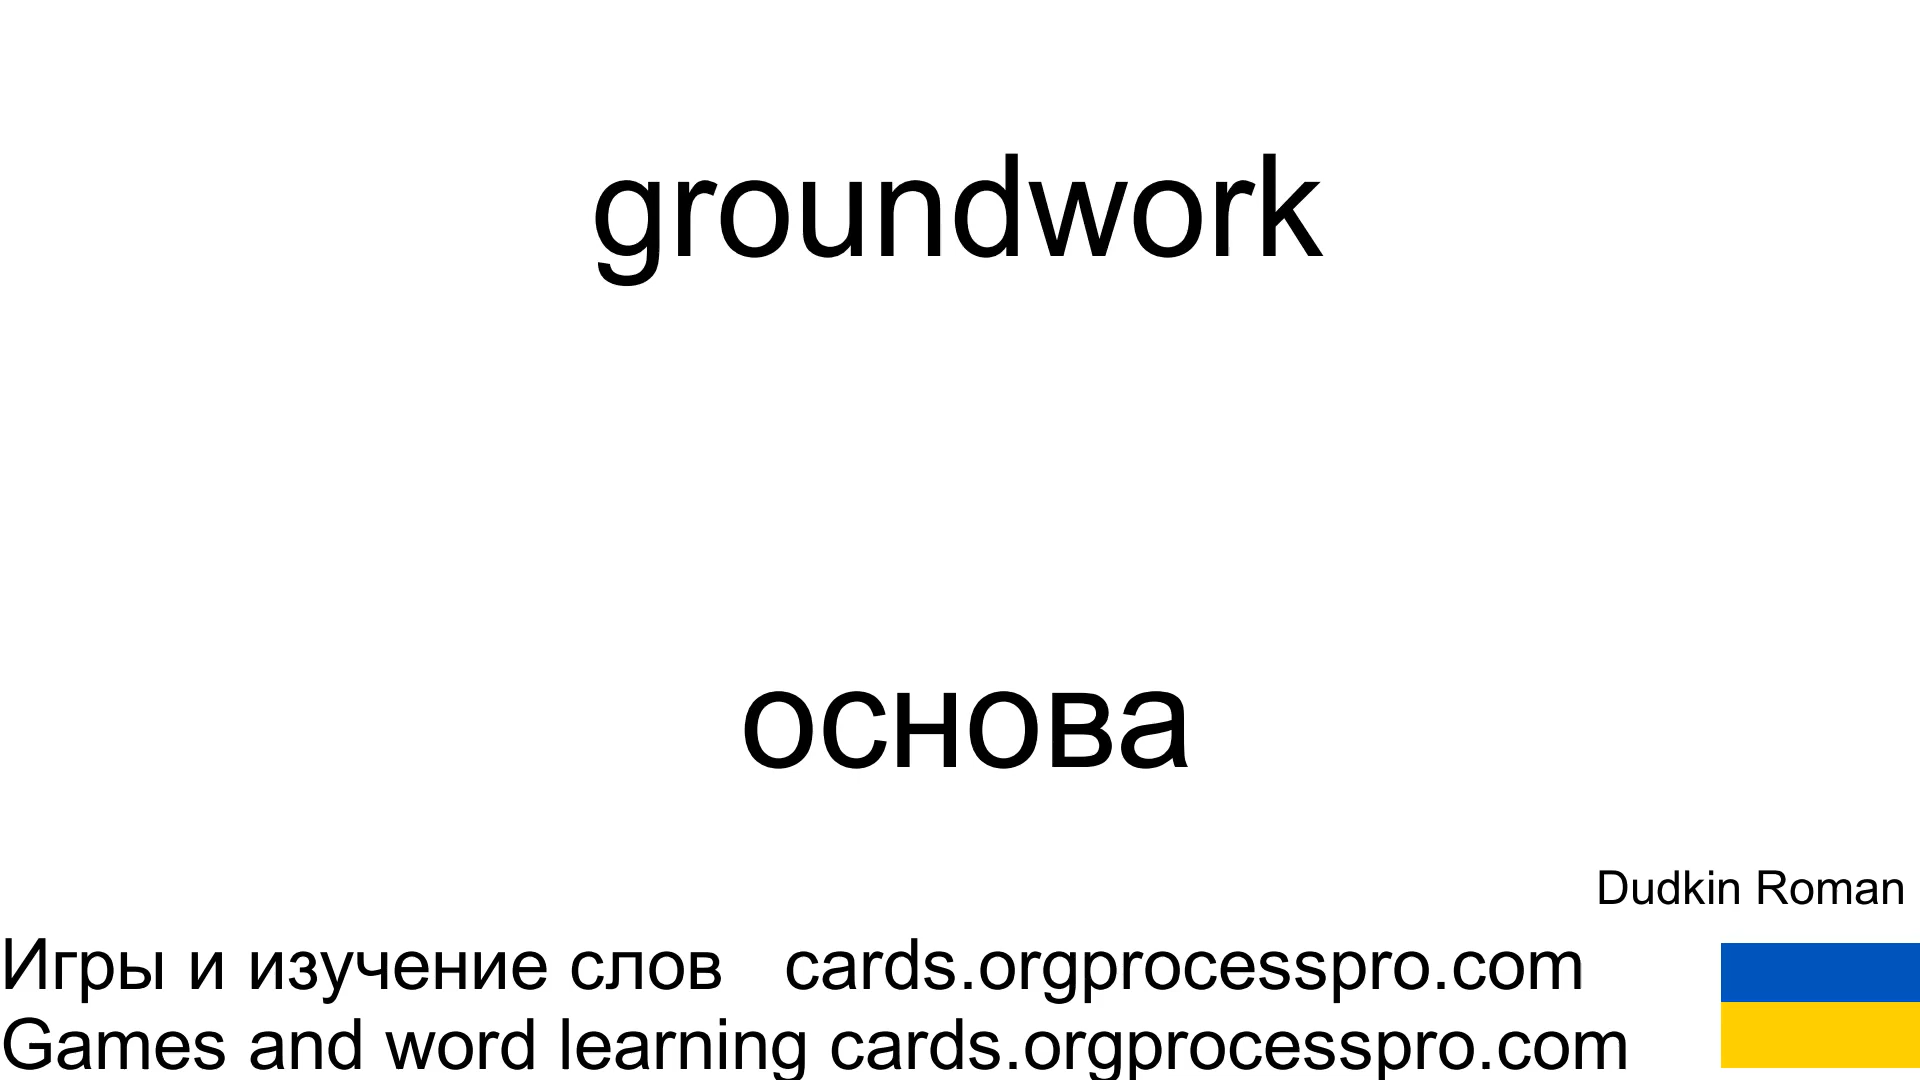 groundwork
основа
Dudkin Roman
Игры и изучение слов cards.orgprocesspro.com
Games and word learning cards.orgprocesspro.com